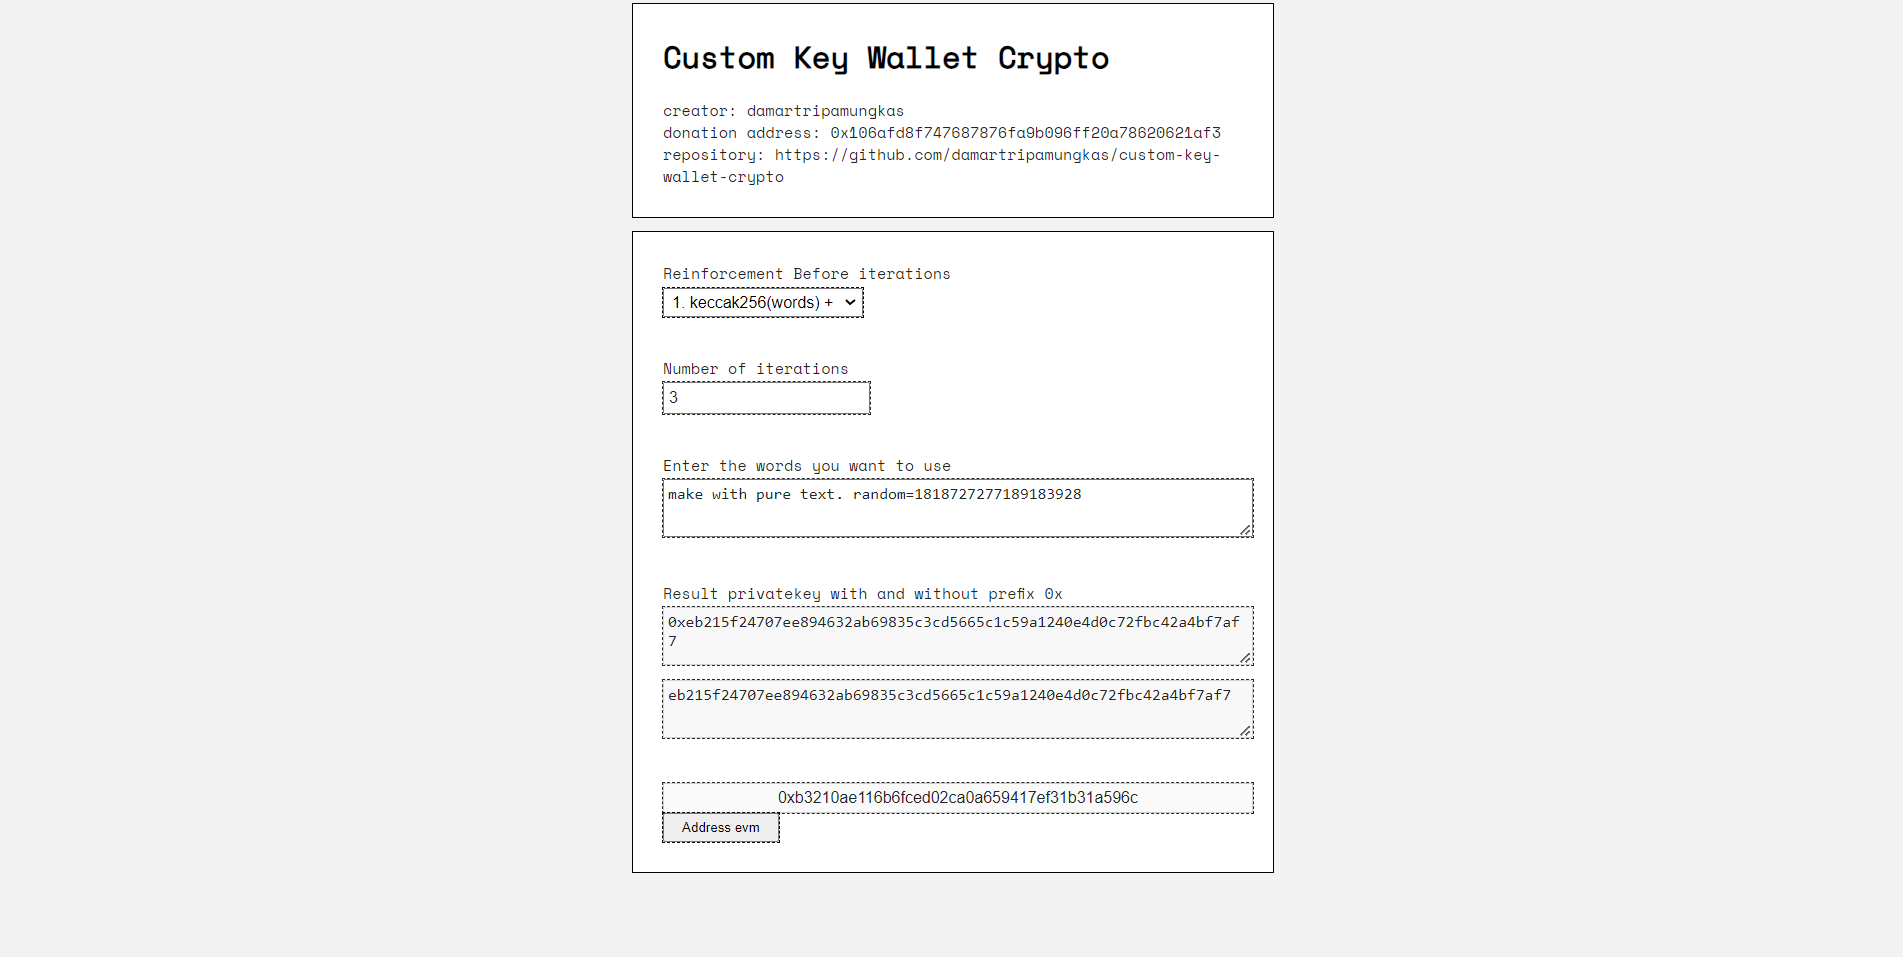 Custom Key Wallet Crypto
creator: damartripamungkas
donation address: 0x106afd8f747687876fa9b096ff20a78620621af3
repository: https://github.com/damartripamungkas/custom-key-
wallet-crypto
Reinforcement Before iterations
1. keccak256(words) +
Number of iterations
3
Enter the words you want to use
make with pure text. random=1818727277189183928
Result privatekey with and without prefix 0x
0xeb215f24707ee894632ab69835c3cd5665c1c59a1240e4d0c72fbc42a4bf7af
7
eb215f24707ee894632ab69835c3cd5665c1c59a1240e4d0c72fbc42a4bf7af7
0xb3210ae116b6fced02ca0a659417ef31b31a596c
Address evm